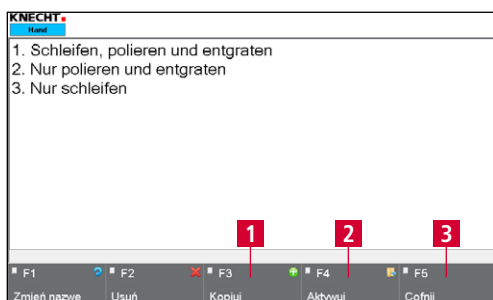 KNECHT
Hand
1. Schleifen, polieren und entgraten
2. Nur polieren und entgraten
3. Nur schleifen
1 2 3
F1 F2 F3 F4 F5
Zmień nazwe Usuń Kopiuj Aktywuj Cofnij